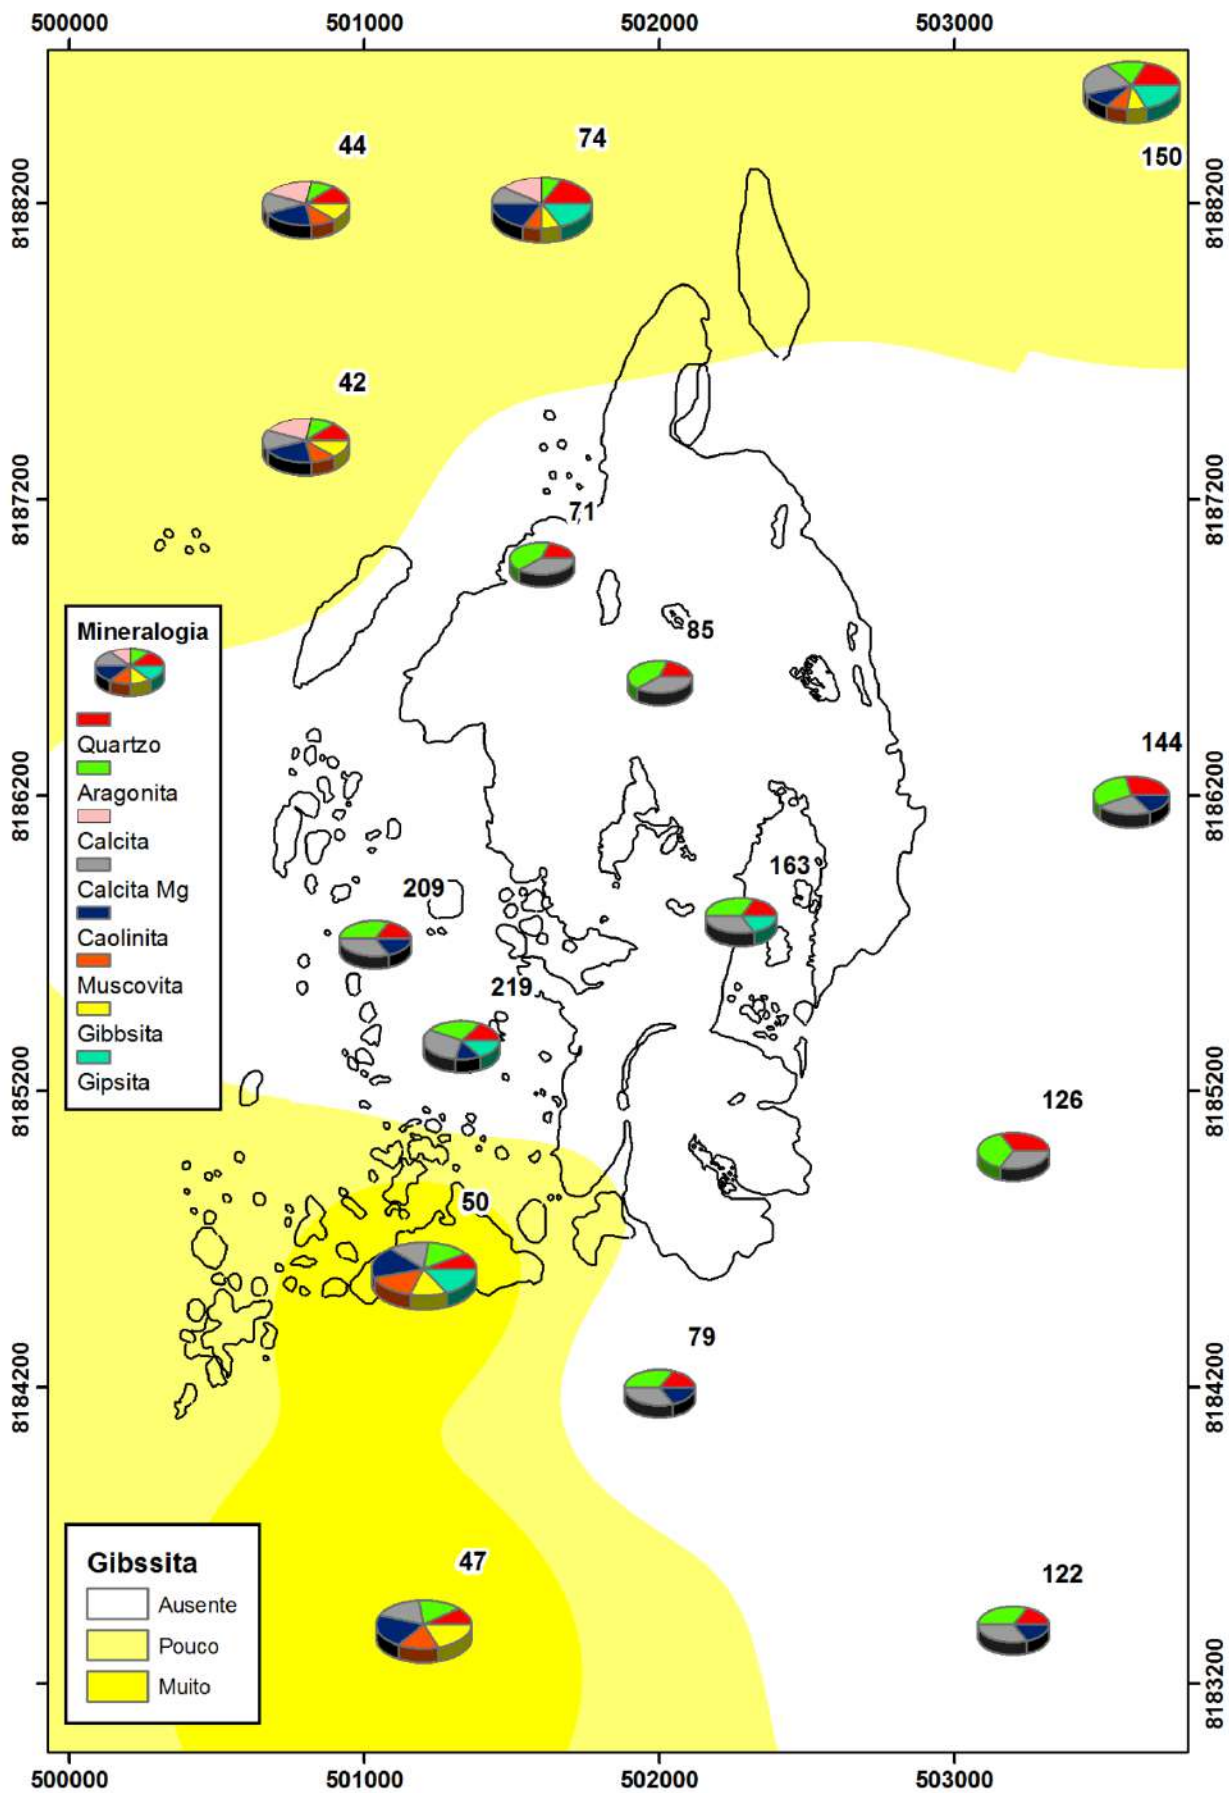 500000 501000 502000 503000
150
74
44
8188200 8188200
42
8187200 8187200
71
Mineralogia
85
Quartzo
144
Aragonita
8186200 8186200
Calcita
163
Calcita Mg
209
Caolinita
Muscovita
219
Gibbsita
Gipsita
8185200 8185200
126
50
79
8184200 8184200
47
Gibssita
122
Ausente
Pouco
Muito
8183200 8183200
500000 501000 502000 503000